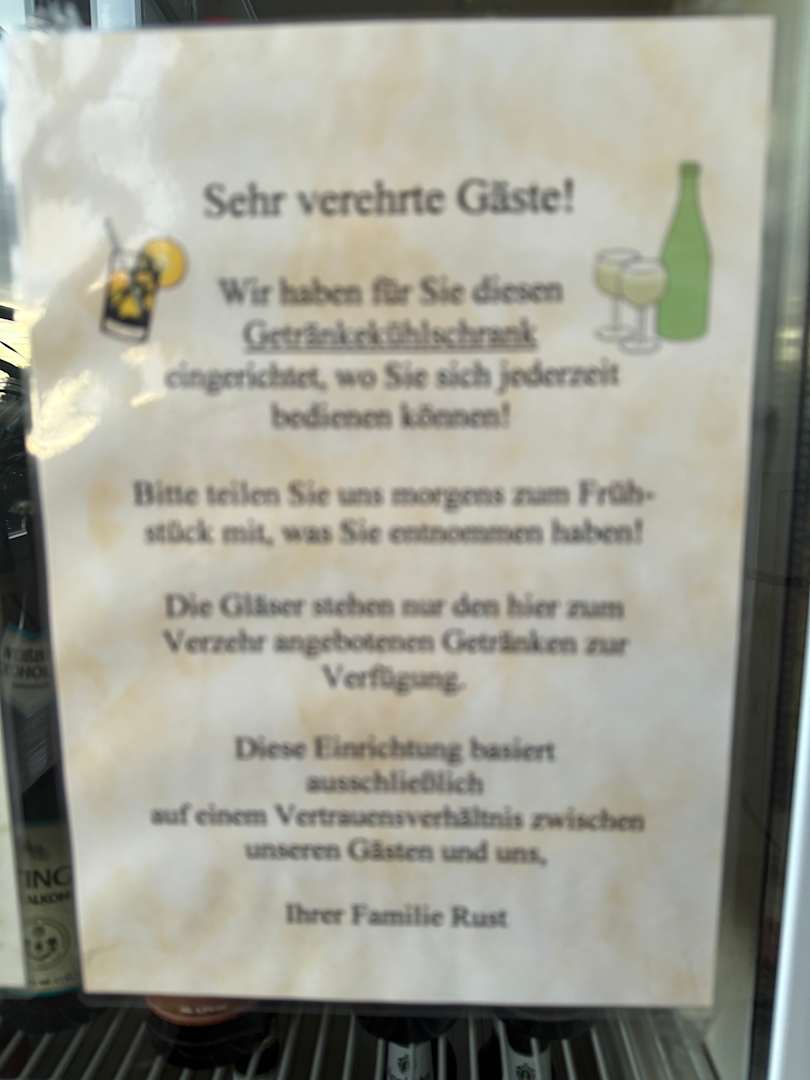 Sehr verehrte Gäste!
Wir haben für Sie diesen
Getränkekühlschrank
eingerichtet, wo Sie sich jederzeit
bedienen können!
Bitte teilen Sie uns morgens zum Früh-
stück mit, was Sie entnommen haben!
Die Gläser stehen nur den hier zum
Verzehr angebotenen Getränken zur
Verfügung.
Diese Einrichtung basiert
ausschließlich
auf einem Vertrauensverhältnis zwischen
unseren Gästen und uns,
Ihrer Familie Rust